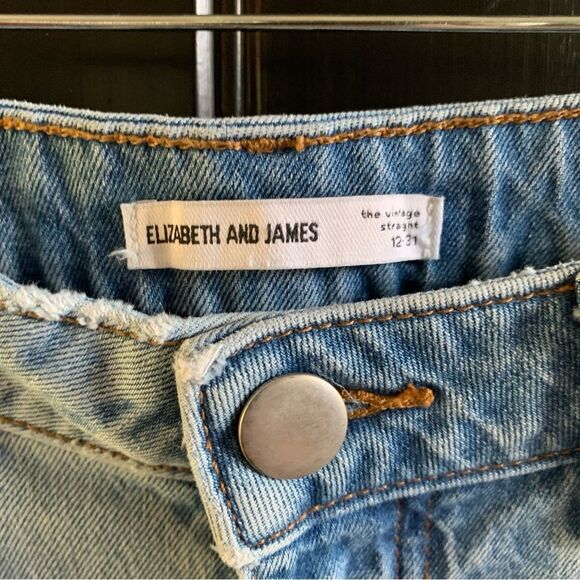 ELIZABETH AND JAMES
the vintage
straight
12·31